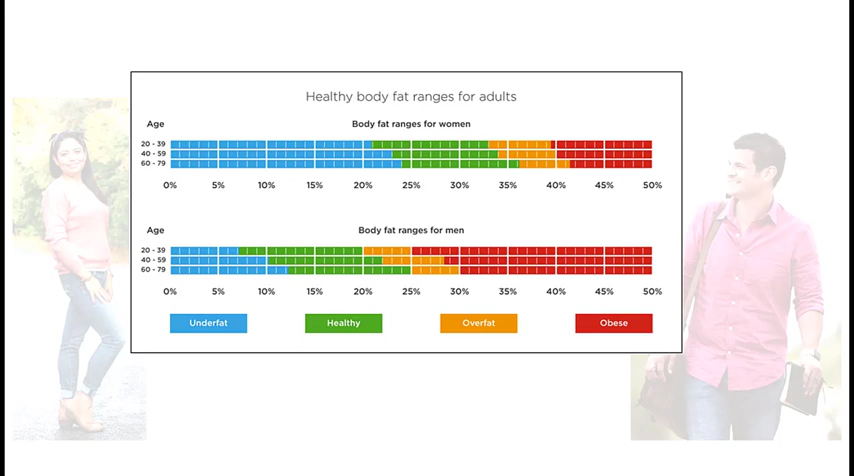 Healthy body fat ranges for adults
Age Body fat ranges for women
20 - 39
40 - 59
60 - 79
0% 5% 10% 15% 20% 25% 30% 35% 40% 45% 50%
Age Body fat ranges for men
20 - 39
40 - 59
60 - 79
0% 5% 10% 15% 20% 25% 30% 35% 40% 45% 50%
Underfat Healthy Overfat Obese